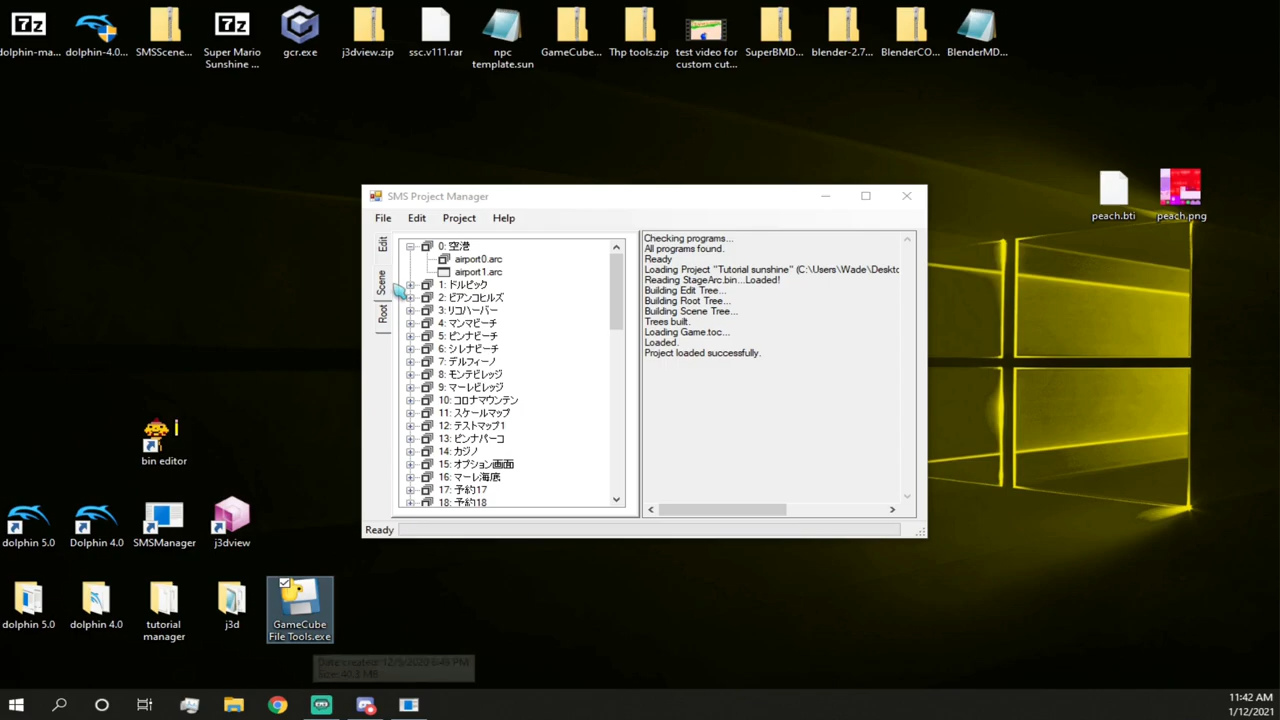 dolphin-ma...
dolphin-4.0...
SMSScene...
Super Mario
Sunshine ...
gcr.exe
j3dview.zip
ssc.v111.rar
npc
template.sun
GameCube...
Thp tools.zip
test video for
custom cut...
SuperBMD...
blender-2.7...
BlenderCO...
BlenderMD...
peach.bti
peach.png
SMS Project Manager
File
Edit
Project
Help
Edit
Scene
Root
0: 空港
airport0.arc
airport1.arc
1: ドルピック
2: ビアンコヒルズ
3: リコハーバー
4: マンマビーチ
5: ピンナビーチ
6: シレナビーチ
7: デルフィーノ
8: モンテビレッジ
9: マーレビレッジ
10: コロナマウンテン
11: スケールマップ
12: テストマップ1
13: ピンナパーコ
14: カジノ
15: オプション画面
16: マーレ海底
17: 予約17
18: 予約18
Checking programs...
All programs found.
Ready
Loading Project "Tutorial sunshine" (C:\Users\Wade\Deskto
Reading StageArc.bin...Loaded!
Building Edit Tree...
Building Root Tree...
Building Scene Tree...
Trees built.
Loading Game.toc...
Loaded.
Project loaded successfully.
Ready
bin editor
dolphin 5.0
Dolphin 4.0
SMSManager
j3dview
dolphin 5.0
dolphin 4.0
tutorial
manager
j3d
GameCube
File Tools.exe
Date created: 12/9/2020 6:49 PM
Size: 40.3 MB
11:42 AM
1/12/2021